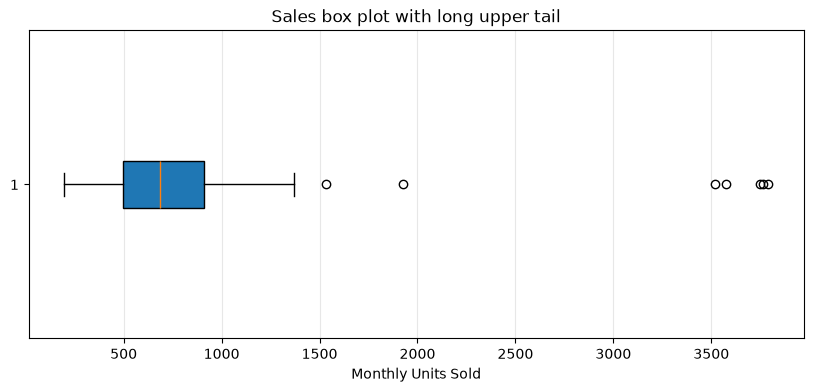 Sales box plot with long upper tail
1
500 1000 1500 2000 2500 3000 3500
Monthly Units Sold